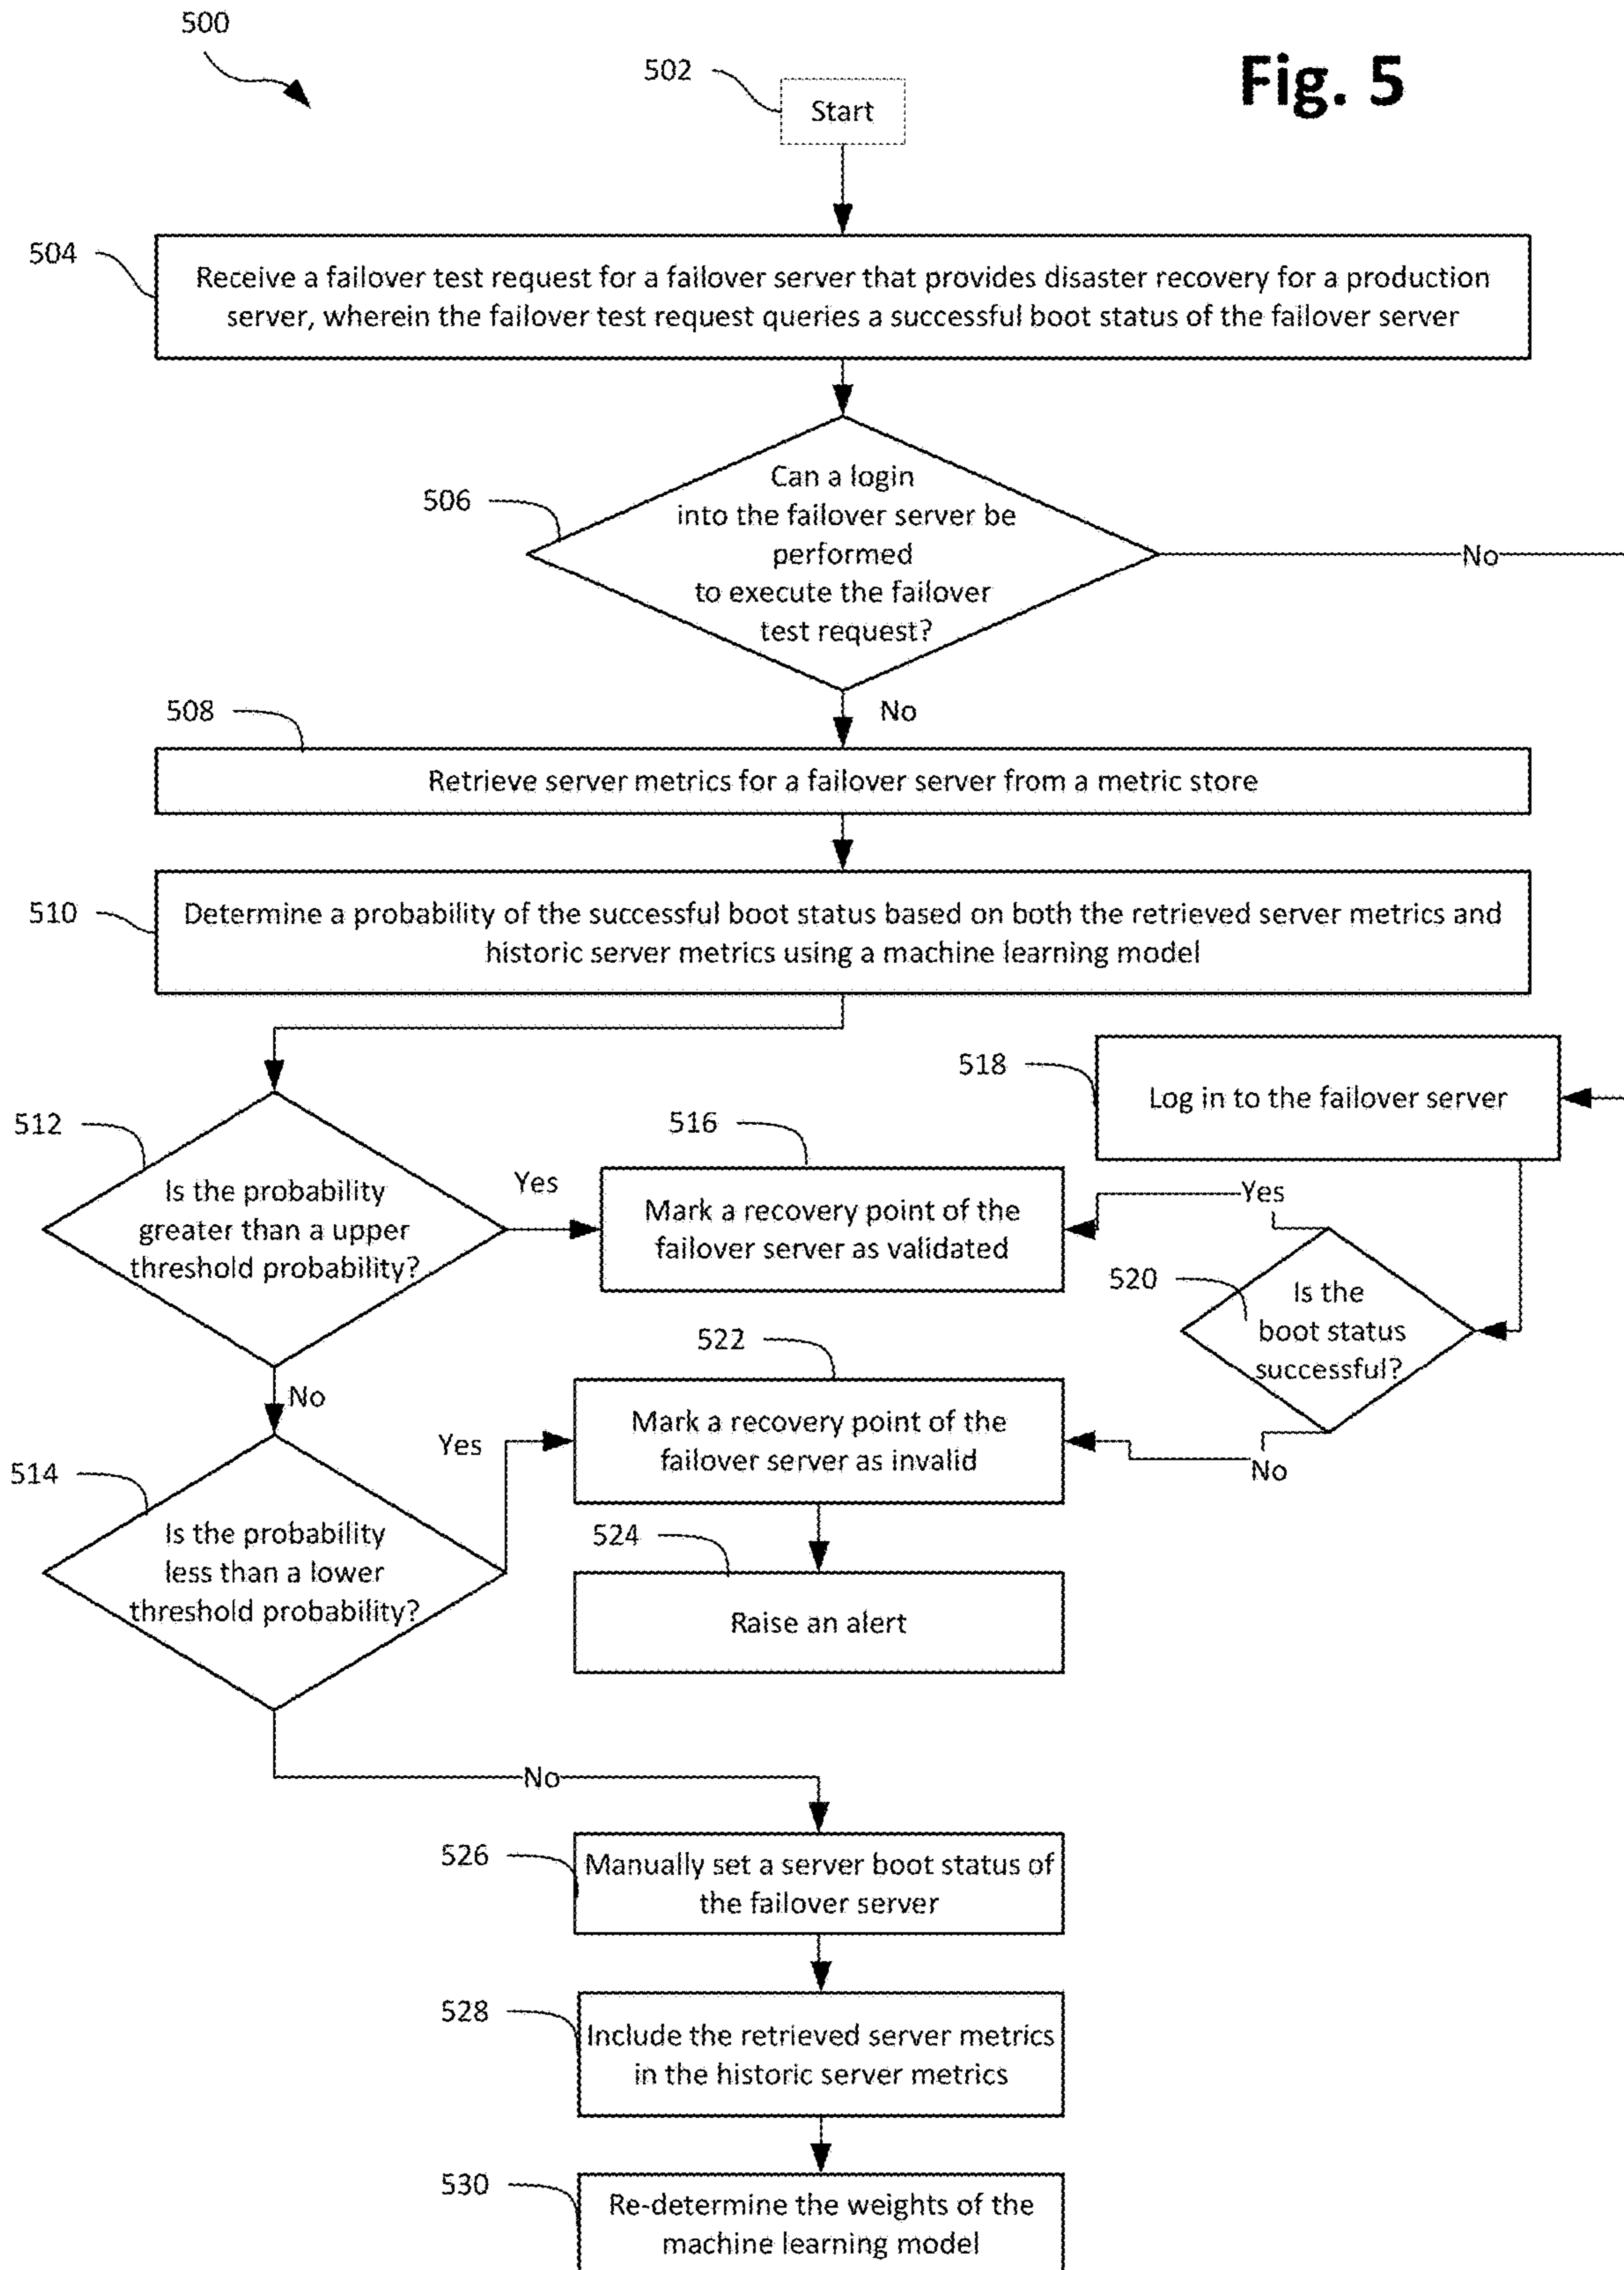 500
502
Start
Fig. 5
504
Receive a failover test request for a failover server that provides disaster recovery for a production
server, wherein the failover test request queries a successful boot status of the failover server
506
Can a login
into the failover server be
performed
to execute the failover
test request?
No
No
508
Retrieve server metrics for a failover server from a metric store
510
Determine a probability of the successful boot status based on both the retrieved server metrics and
historic server metrics using a machine learning model
512
Is the probability
greater than a upper
threshold probability?
Yes
No
516
Mark a recovery point of the
failover server as validated
518
Log in to the failover server
Yes
520
Is the
boot status
successful?
No
514
Is the probability
less than a lower
threshold probability?
Yes
522
Mark a recovery point of the
failover server as invalid
524
Raise an alert
No
526
Manually set a server boot status of
the failover server
528
Include the retrieved server metrics
in the historic server metrics
530
Re-determine the weights of the
machine learning model